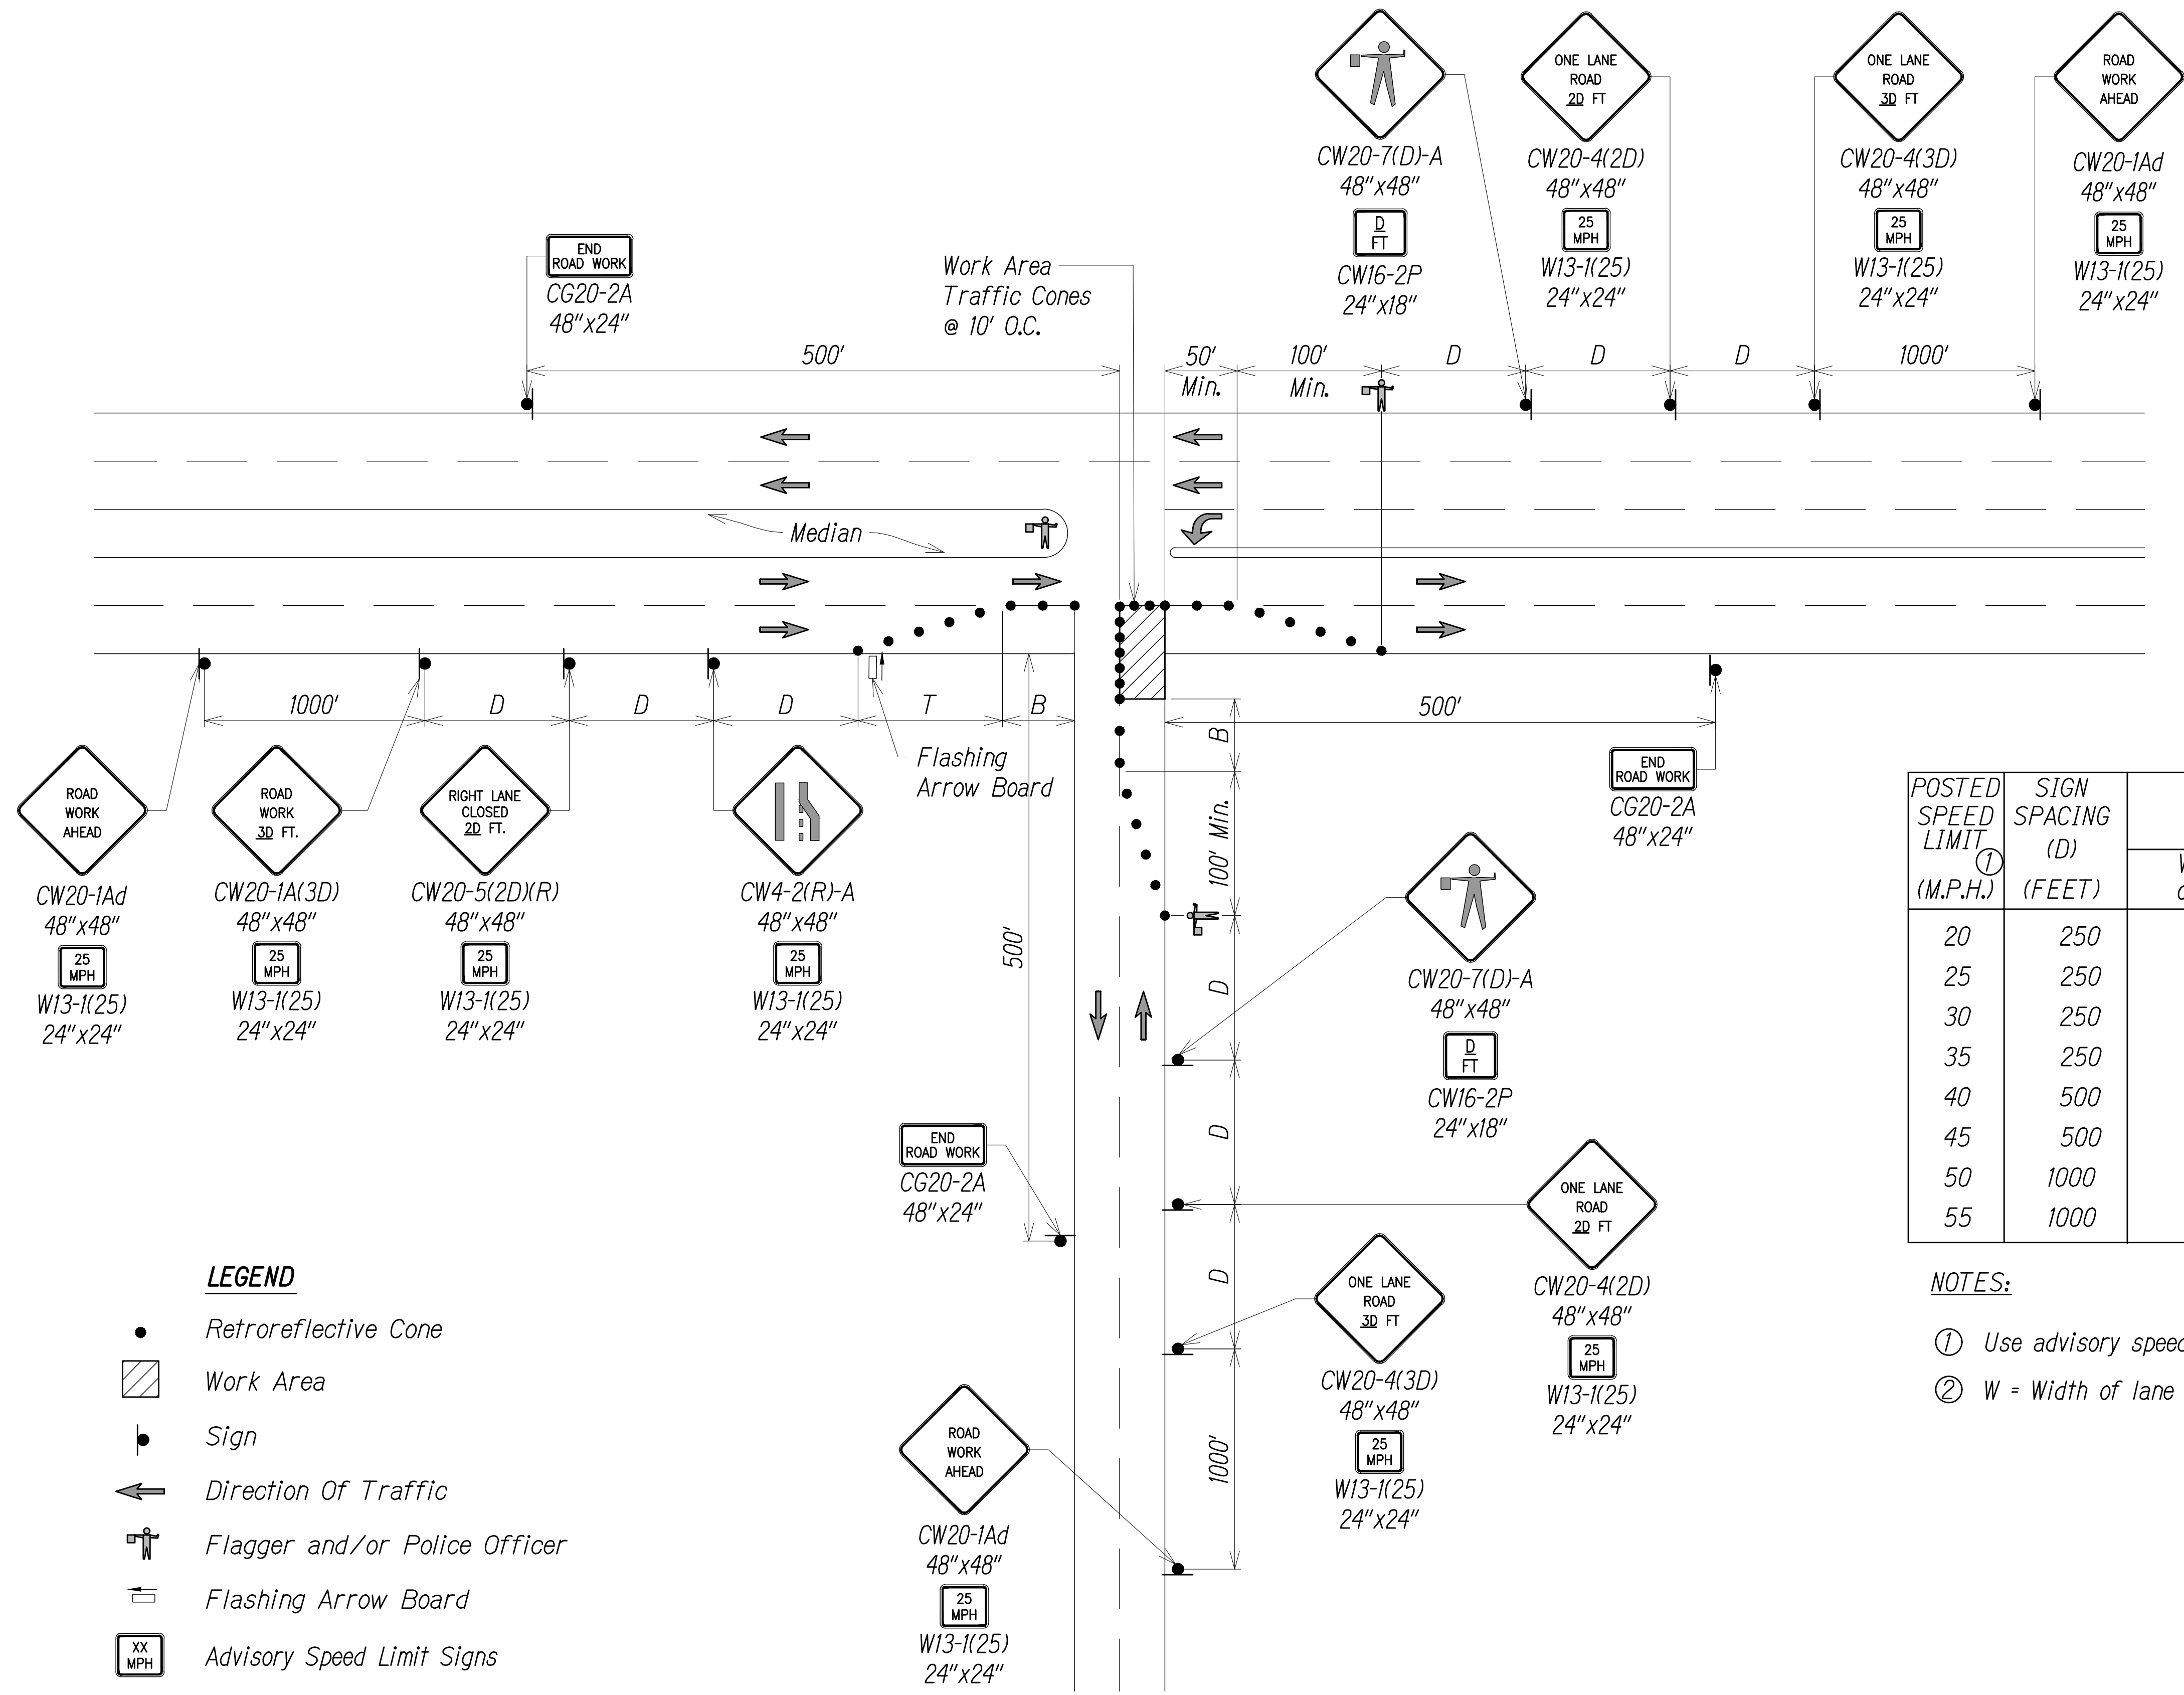 ONE LANE
ROAD
2D FT
ONE LANE
ROAD
3D FT
ROAD
WORK
AHEAD
CW20-7(D)-A
48"x48"
D
FT
CW16-2P
24"x18"
CW20-4(2D)
48"x48"
25
MPH
W13-1(25)
24"x24"
CW20-4(3D)
48"x48"
25
MPH
W13-1(25)
24"x24"
CW20-1Ad
48"x48"
25
MPH
W13-1(25)
24"x24"
END
ROAD WORK
CG20-2A
48"x24"
Work Area
Traffic Cones
@ 10' O.C.
500'
50'
Min.
100'
Min.
D
D
D
1000'
Median
1000'
D
D
D
T
B
Flashing
Arrow Board
500'
B
100' Min.
D
D
D
1000'
500'
ROAD
WORK
AHEAD
CW20-1Ad
48"x48"
25
MPH
W13-1(25)
24"x24"
ROAD
WORK
3D FT.
CW20-1A(3D)
48"x48"
25
MPH
W13-1(25)
24"x24"
RIGHT LANE
CLOSED
2D FT.
CW20-5(2D)(R)
48"x48"
25
MPH
W13-1(25)
24"x24"
CW4-2(R)-A
48"x48"
25
MPH
W13-1(25)
24"x24"
END
ROAD WORK
CG20-2A
48"x24"
CW20-7(D)-A
48"x48"
D
FT
CW16-2P
24"x18"
END
ROAD WORK
CG20-2A
48"x24"
ONE LANE
ROAD
2D FT
CW20-4(2D)
48"x48"
25
MPH
W13-1(25)
24"x24"
ONE LANE
ROAD
3D FT
CW20-4(3D)
48"x48"
25
MPH
W13-1(25)
24"x24"
ROAD
WORK
AHEAD
CW20-1Ad
48"x48"
25
MPH
W13-1(25)
24"x24"
LEGEND
Retroreflective Cone
Work Area
Sign
Direction Of Traffic
Flagger and/or Police Officer
Flashing Arrow Board
XX
MPH
Advisory Speed Limit Signs
POSTED
SPEED
LIMIT
1
(M.P.H.)
SIGN
SPACING
(D)
(FEET)
20 250
25 250
30 250
35 250
40 500
45 500
50 1000
55 1000
NOTES:
1 Use advisory speed
2 W = Width of lane